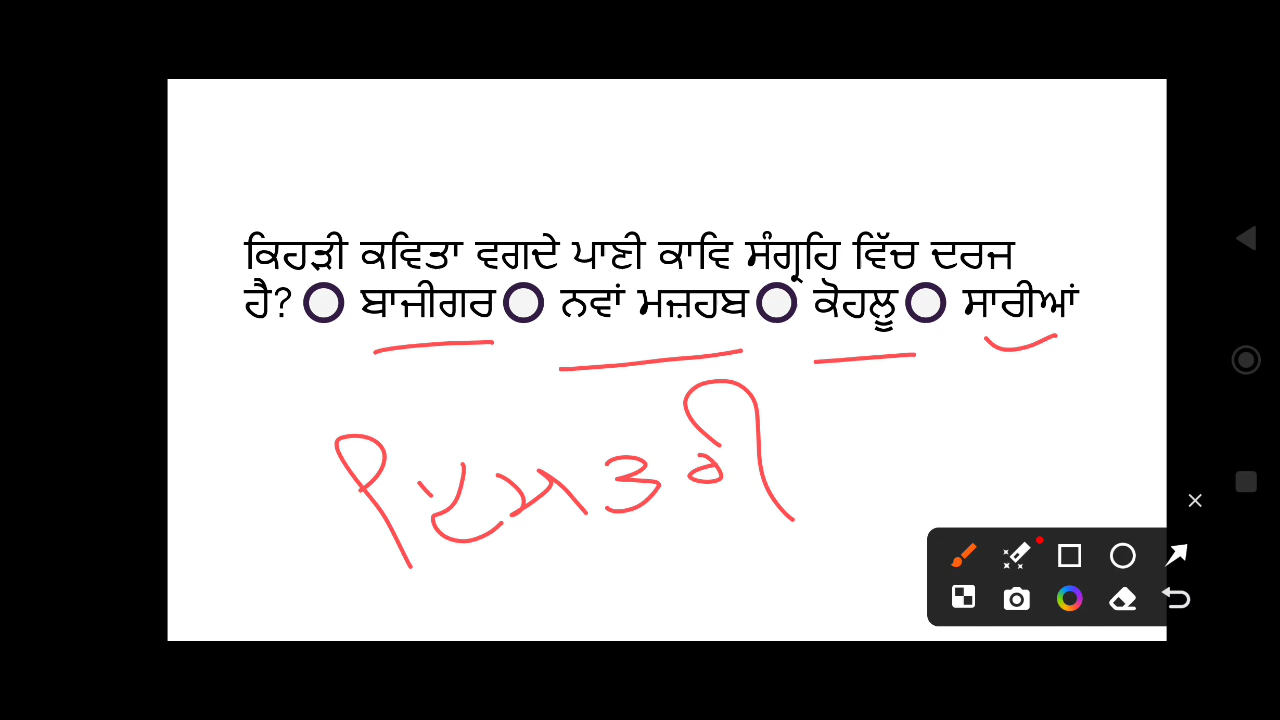 ਕਿਹੜੀ ਕਵਿਤਾ ਵਗਦੇ ਪਾਣੀ ਕਾਵਿ ਸੰਗ੍ਰਹਿ ਵਿੱਚ ਦਰਜ
ਹੈ? ਬਾਜੀਗਰ ਨਵਾਂ ਮਜ਼ਹਬ ਕੋਹਲੂ ਸਾਰੀਆਂ